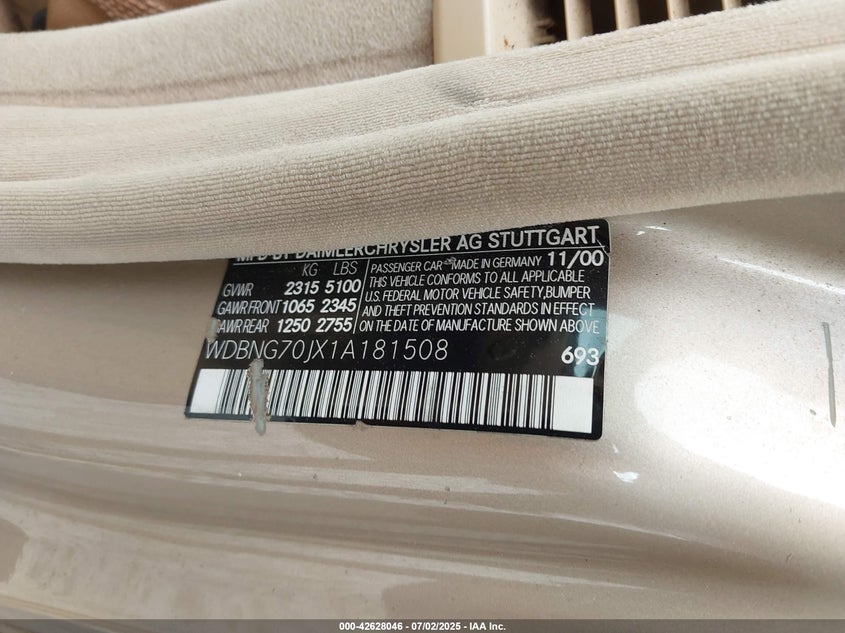 MFD BY DAIMLERCHRYSLER AG STUTTGART
KG LBS
GVWR 2315 5100
GAWR FRONT 1065 2345
GAWR REAR 1250 2755
PASSENGER CAR MADE IN GERMANY 11/00
THIS VEHICLE CONFORMS TO ALL APPLICABLE
U.S. FEDERAL MOTOR VEHICLE SAFETY,BUMPER
AND THEFT PREVENTION STANDARDS IN EFFECT
ON THE DATE OF MANUFACTURE SHOWN ABOVE
WDBNG70JX1A181508
693
000-42628046 - 07/02/2025 - IAA Inc.